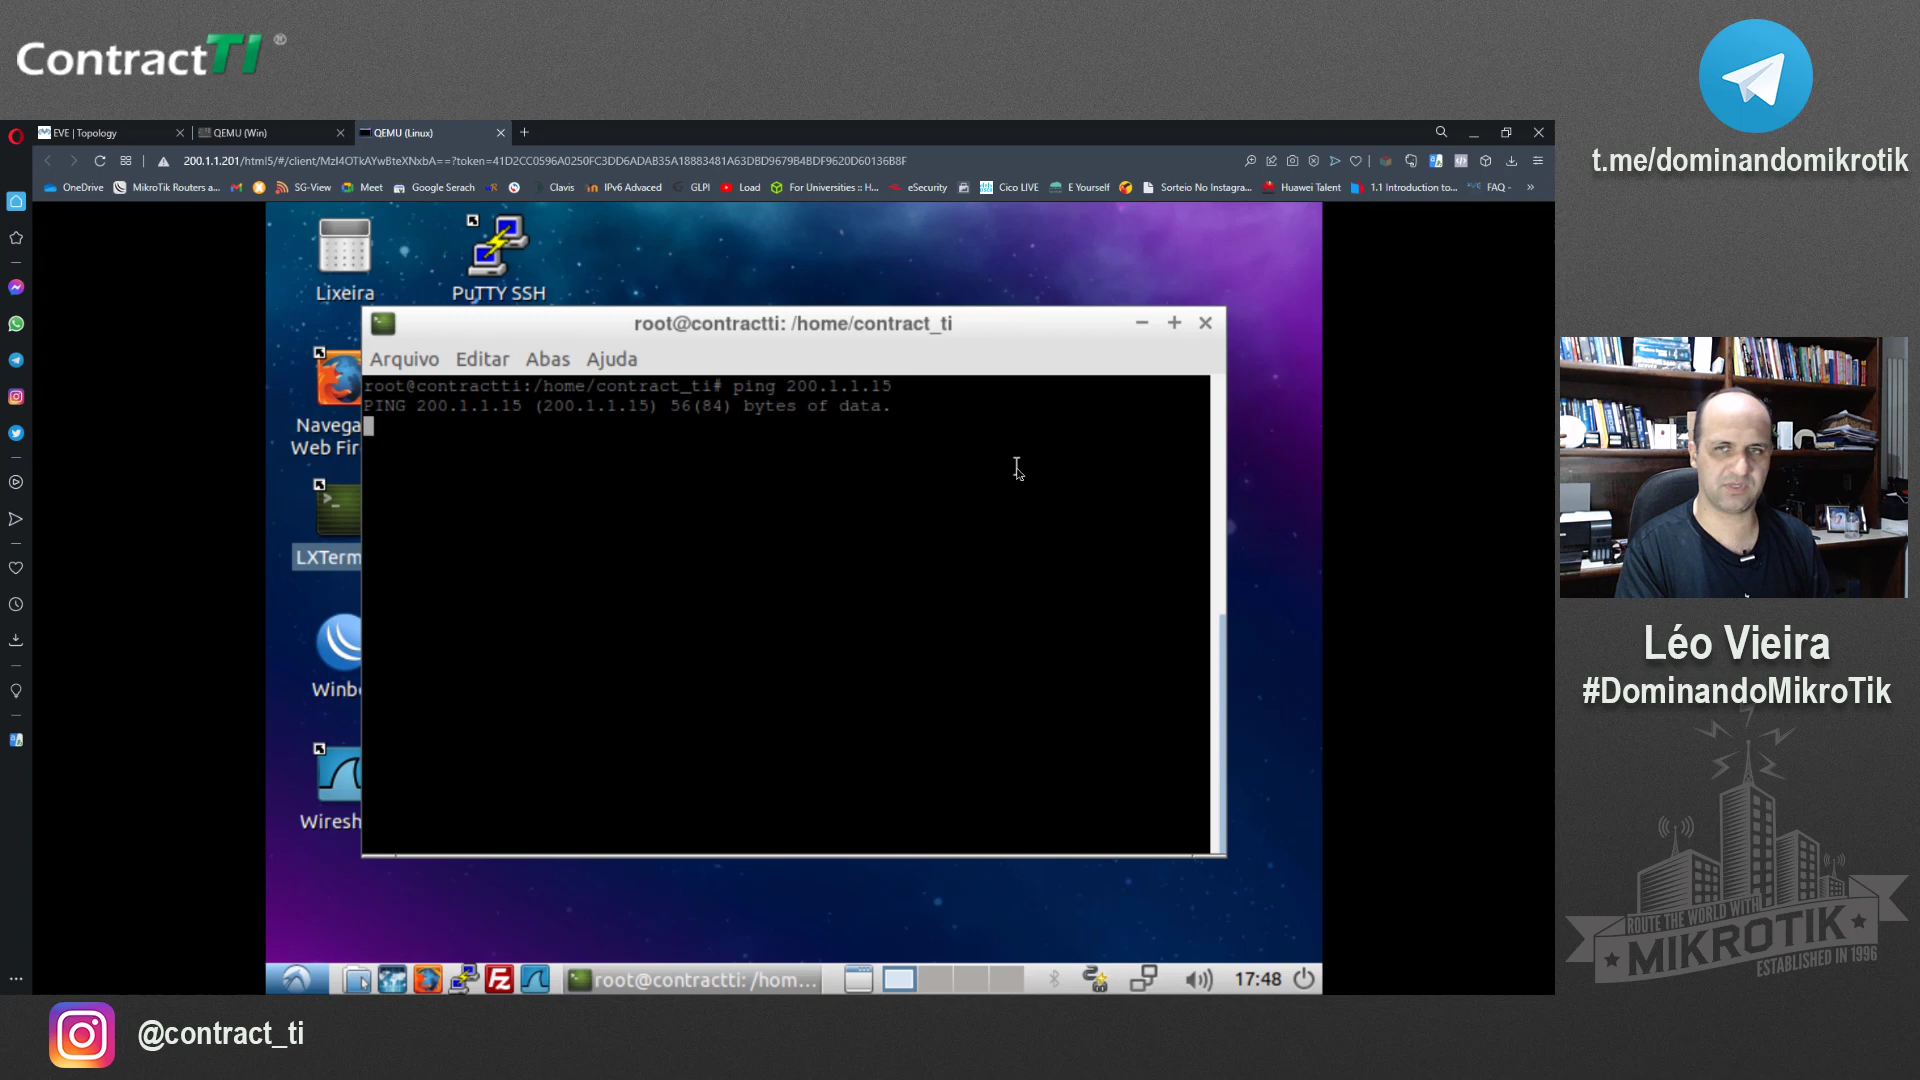 ContractTI ®
t.me/dominandomikrotik
EVE | Topology
QEMU (Win)
QEMU (Linux)
200.1.1.201/html5/#/client/MzI4OTkAYwBteXNxbA==?token=41D2CC0596A0250FC3DD6ADAB35A18883481A63DBD9679B4BDF9620D60136B8F
OneDrive
MikroTik Routers a...
SG-View
Meet
Google Serach
Clavis
IPv6 Advaced
GLPI
Load
For Universities :: H...
eSecurity
Cico LIVE
E Yourself
Sorteio No Instagra...
Huawei Talent
1.1 Introduction to...
FAQ -
Lixeira
PuTTY SSH
root@contractti: /home/contract_ti
Arquivo Editar Abas Ajuda
root@contractti:/home/contract_ti# ping 200.1.1.15
PING 200.1.1.15 (200.1.1.15) 56(84) bytes of data.
Navega
Web Fir
LXTerm
Winb
Wiresh
root@contractti: /hom...
17:48
Léo Vieira
#DominandoMikroTik
ROUTE THE WORLD WITH
MIKROTIK
ESTABLISHED IN 1996
@contract_ti